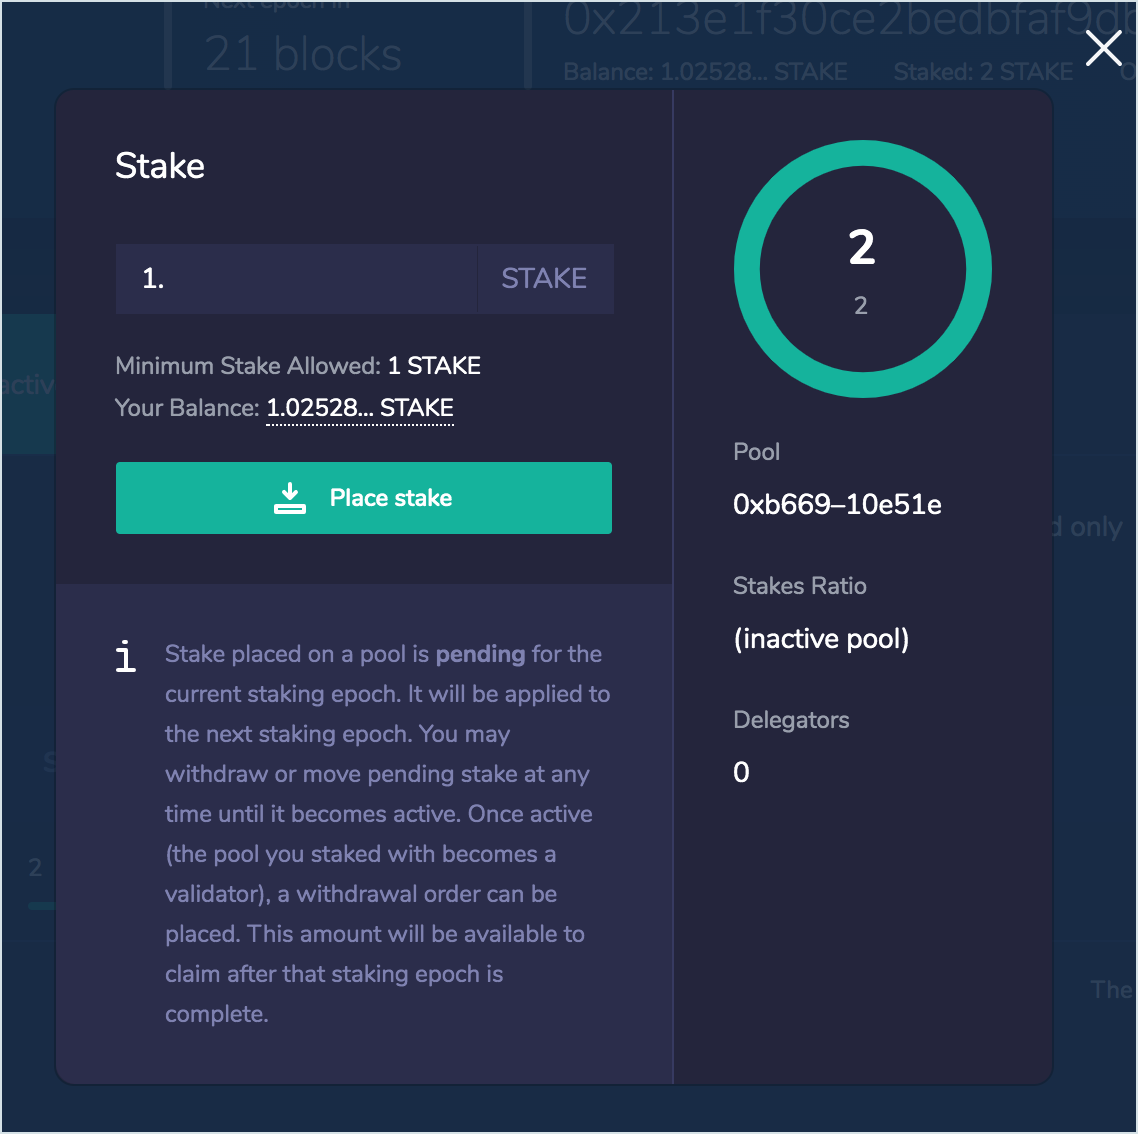 Next epoch in
21 blocks
Balance: 1.02528... STAKE
Staked: 2 STAKE
Stake
1.
STAKE
Minimum Stake Allowed: 1 STAKE
Your Balance: 1.02528... STAKE
Place stake
i
Stake placed on a pool is pending for the
current staking epoch. It will be applied to
the next staking epoch. You may
withdraw or move pending stake at any
time until it becomes active. Once active
(the pool you staked with becomes a
validator), a withdrawal order can be
placed. This amount will be available to
claim after that staking epoch is
complete.
2
2
Pool
0xb669–10e51e
Stakes Ratio
(inactive pool)
Delegators
0
only
2
The